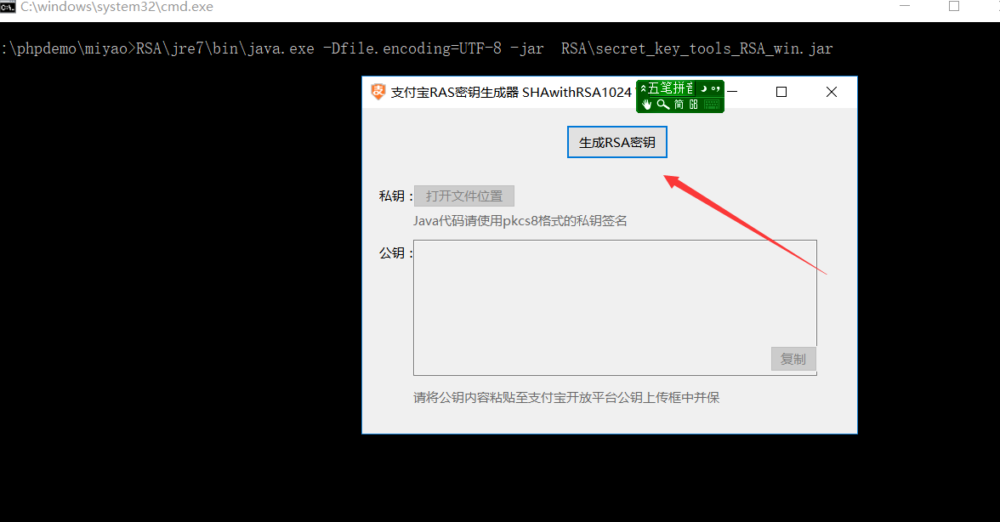 C:\windows\system32\cmd.exe
:\phpdemo\miyao>RSA\jre7\bin\java.exe -Dfile.encoding=UTF-8 -jar  RSA\secret_key_tools_RSA_win.jar
支付宝RAS密钥生成器 SHAwithRSA1024
五笔拼音
简
生成RSA密钥
私钥：
打开文件位置
Java代码请使用pkcs8格式的私钥签名
公钥：
复制
请将公钥内容粘贴至支付宝开放平台公钥上传框中并保